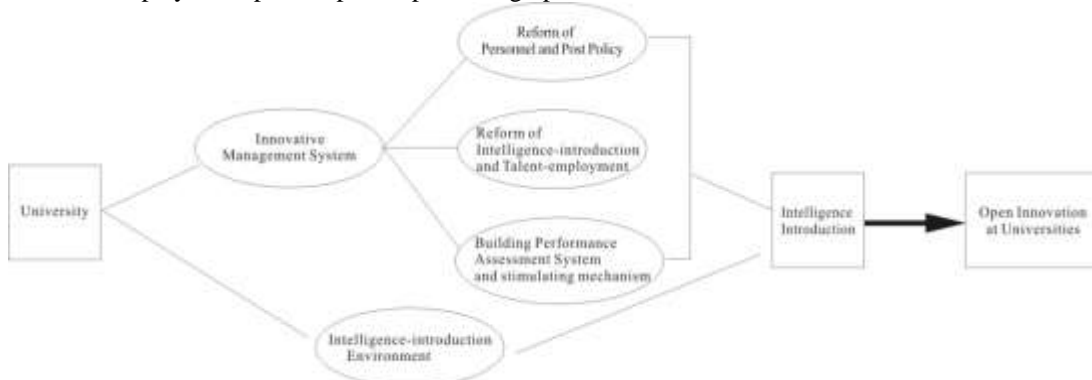 Reform of
Personnel and Post Policy
Innovative
Management System
Reform of
Intelligence-introduction
and Talent-employment
University
Intelligence
Introduction
Open Innovation
at Universities
Building Performance
Assessment System
and stimulating mechanism
Intelligence-introduction
Environment